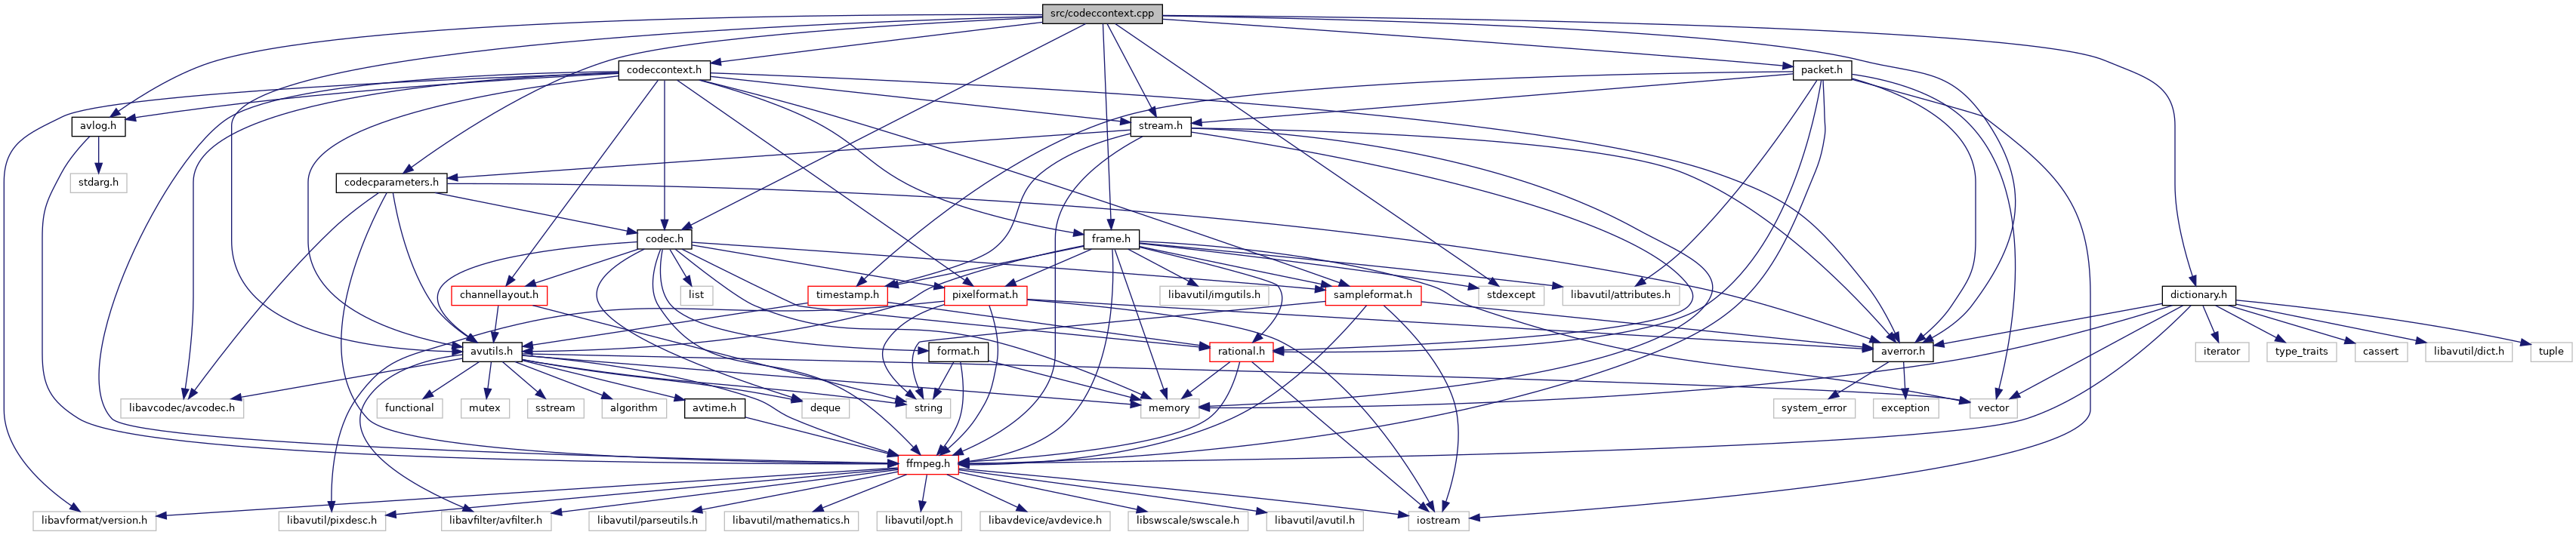 src/codeccontext.cpp
codeccontext.h
packet.h
avlog.h
stream.h
stdarg.h
codecparameters.h
codec.h
frame.h
channellayout.h
list
timestamp.h
pixelformat.h
libavutil/imgutils.h
sampleformat.h
stdexcept
libavutil/attributes.h
dictionary.h
avutils.h
format.h
rational.h
averror.h
iterator
type_traits
cassert
libavutil/dict.h
tuple
libavcodec/avcodec.h
functional
mutex
sstream
algorithm
avtime.h
deque
string
memory
system_error
exception
vector
ffmpeg.h
libavformat/version.h
libavutil/pixdesc.h
libavfilter/avfilter.h
libavutil/parseutils.h
libavutil/mathematics.h
libavutil/opt.h
libavdevice/avdevice.h
libswscale/swscale.h
libavutil/avutil.h
iostream